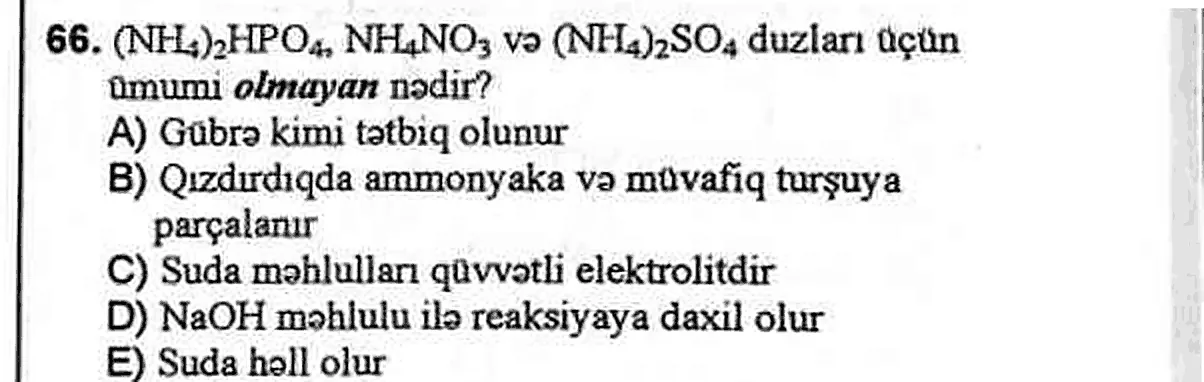 66. (NH₄)₂HPO₄, NH₄NO₃ və (NH₄)₂SO₄ duzları üçün
ümumi olmayan nədir?
A) Gübrə kimi tətbiq olunur
B) Qızdırdıqda ammonyaka və müvafiq turşuya
parçalanır
C) Suda məhlulları qüvvətli elektrolitdir
D) NaOH məhlulu ilə reaksiyaya daxil olur
E) Suda həll olur